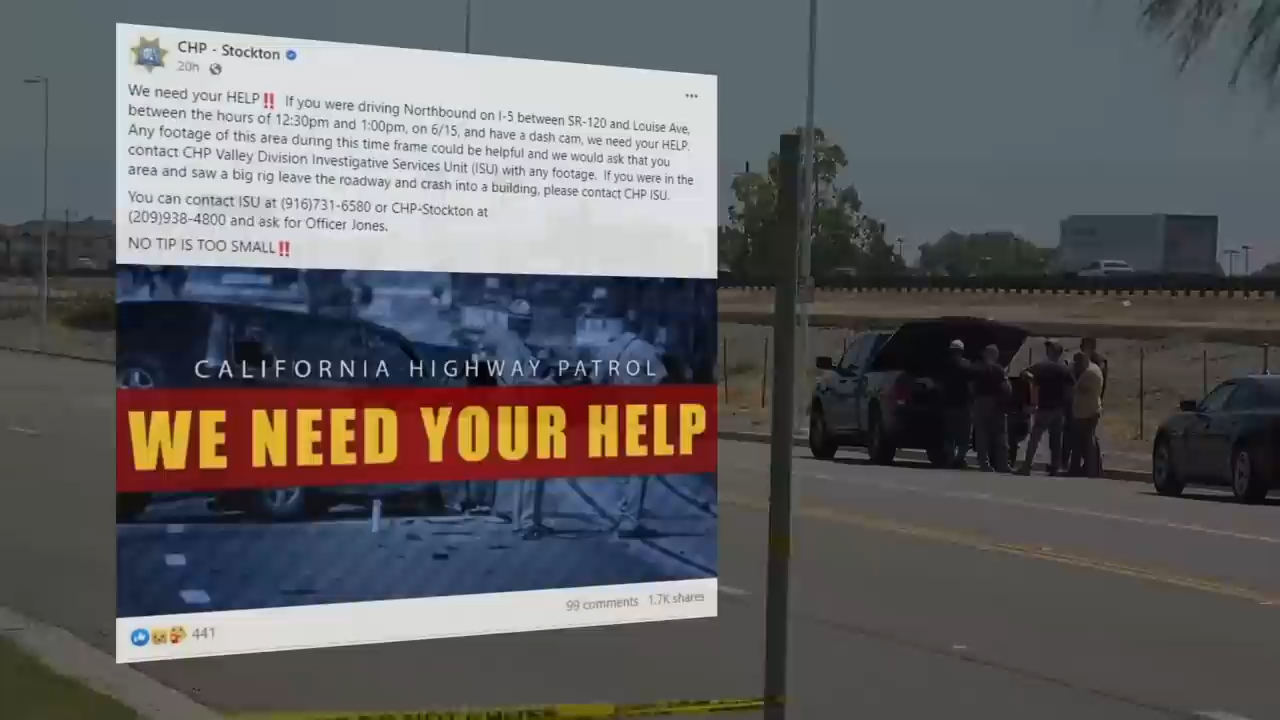 CHP - Stockton
20h
We need your HELP‼ If you were driving Northbound on I-5 between SR-120 and Louise Ave,
between the hours of 12:30pm and 1:00pm, on 6/15, and have a dash cam, we need your HELP.
Any footage of this area during this time frame could be helpful and we would ask that you
contact CHP Valley Division Investigative Services Unit (ISU) with any footage. If you were in the
area and saw a big rig leave the roadway and crash into a building, please contact CHP ISU.
You can contact ISU at (916)731-6580 or CHP-Stockton at
(209)938-4800 and ask for Officer Jones.
NO TIP IS TOO SMALL‼
CALIFORNIA HIGHWAY PATROL
WE NEED YOUR HELP
99 comments 1.7K shares
441